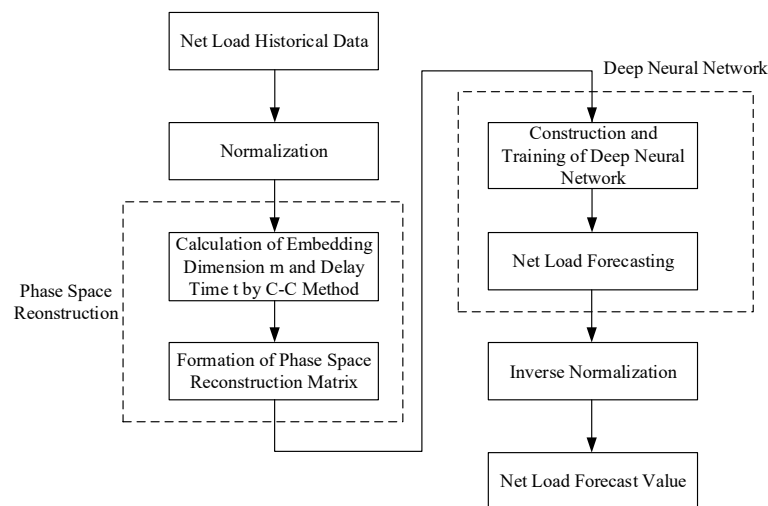 Net Load Historical Data
Normalization
Phase Space
Reonstruction
Calculation of Embedding
Dimension m and Delay
Time t by C-C Method
Formation of Phase Space
Reconstruction Matrix
Deep Neural Network
Construction and
Training of Deep Neural
Network
Net Load Forecasting
Inverse Normalization
Net Load Forecast Value